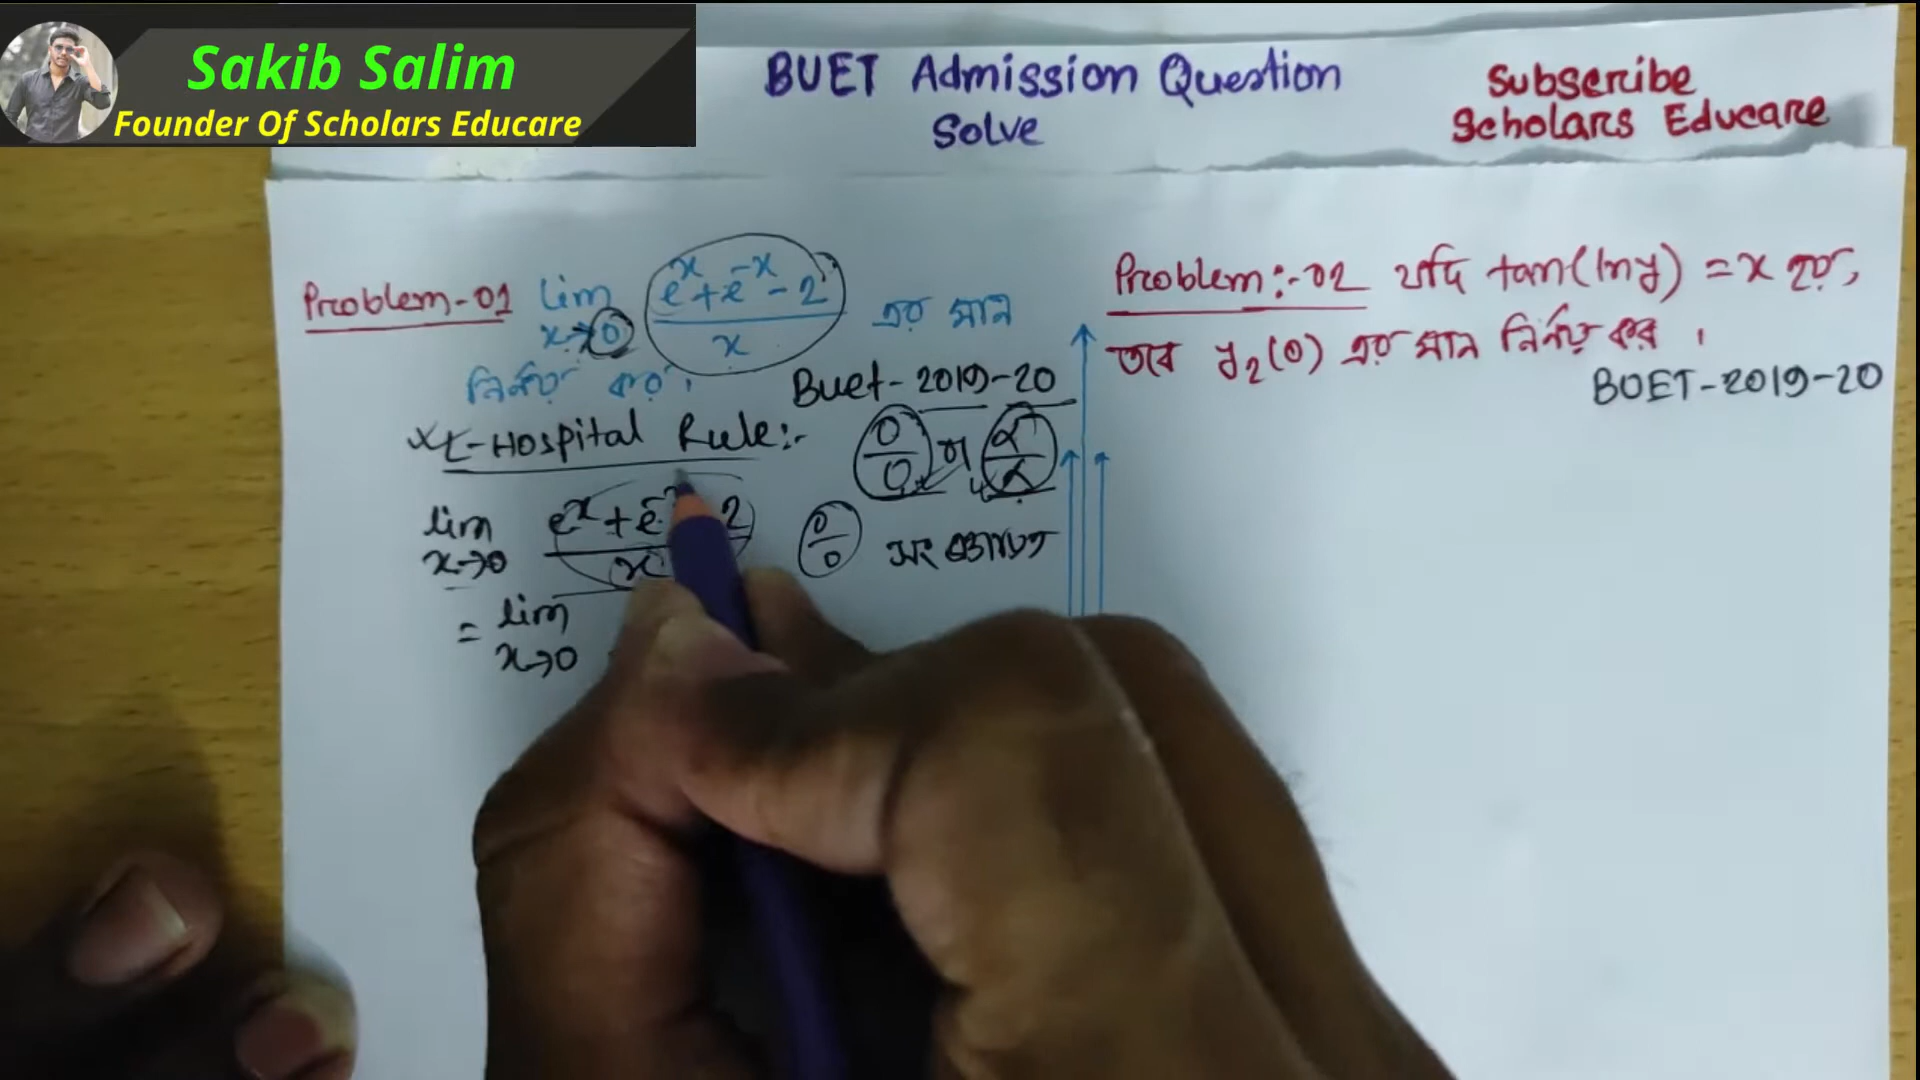 Sakib Salim
Founder Of Scholars Educare
BUET Admission Question
Solve
Subscribe
Scholars Educare
Problem-01 lim x→0 (e^x + e^-x - 2)/x এর মান
নির্ণয় কর।
Buet-2019-20
L-Hospital Rule:-
0/0 বা α/α
lim x→0 (e^x + e^- 2)/x 0/0
= lim x→0
Problem:-02 যদি tan(lny) = x হয়,
তবে y₂(0) এর মান নির্ণয় কর।
BUET-2019-20